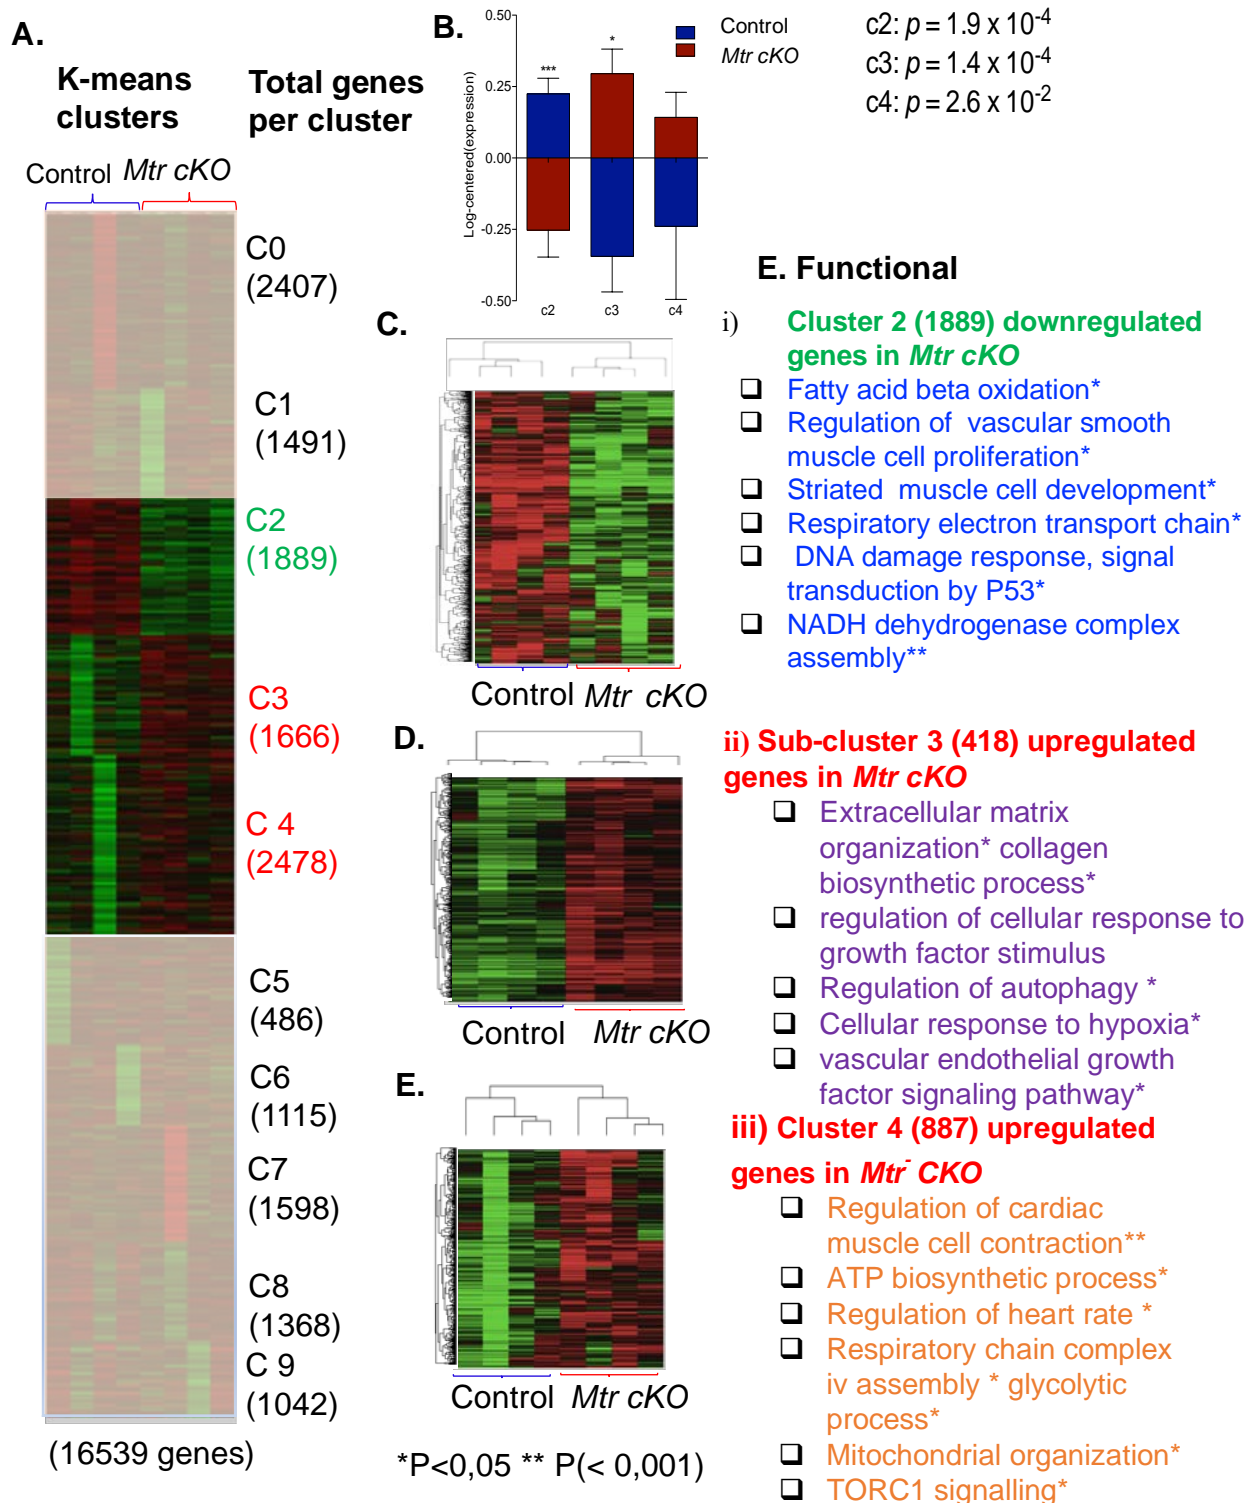 A.
K-means
clusters
Total genes
per cluster
Control Mtr cKO
C0
(2407)
C1
(1491)
C2
(1889)
C3
(1666)
C 4
(2478)
C5
(486)
C6
(1115)
C7
(1598)
C8
(1368)
C 9
(1042)
(16539 genes)
B.
Log-centered(expression)
0.50
0.25
0.00
-0.25
-0.50
***
*
c2
c3
c4
Control
Mtr cKO
c2: p = 1.9 x 10-4
c3: p = 1.4 x 10-4
c4: p = 2.6 x 10-2
C.
Control Mtr cKO
D.
Control Mtr cKO
E.
Control Mtr cKO
*P<0,05 ** P(< 0,001)
E. Functional
i) Cluster 2 (1889) downregulated
genes in Mtr cKO
❑ Fatty acid beta oxidation*
❑ Regulation of vascular smooth
muscle cell proliferation*
❑ Striated muscle cell development*
❑ Respiratory electron transport chain*
❑ DNA damage response, signal
transduction by P53*
❑ NADH dehydrogenase complex
assembly**
ii) Sub-cluster 3 (418) upregulated
genes in Mtr cKO
❑ Extracellular matrix
organization* collagen
biosynthetic process*
❑ regulation of cellular response to
growth factor stimulus
❑ Regulation of autophagy *
❑ Cellular response to hypoxia*
❑ vascular endothelial growth
factor signaling pathway*
iii) Cluster 4 (887) upregulated
genes in Mtr- CKO
❑ Regulation of cardiac
muscle cell contraction**
❑ ATP biosynthetic process*
❑ Regulation of heart rate *
❑ Respiratory chain complex
iv assembly * glycolytic
process*
❑ Mitochondrial organization*
❑ TORC1 signalling*